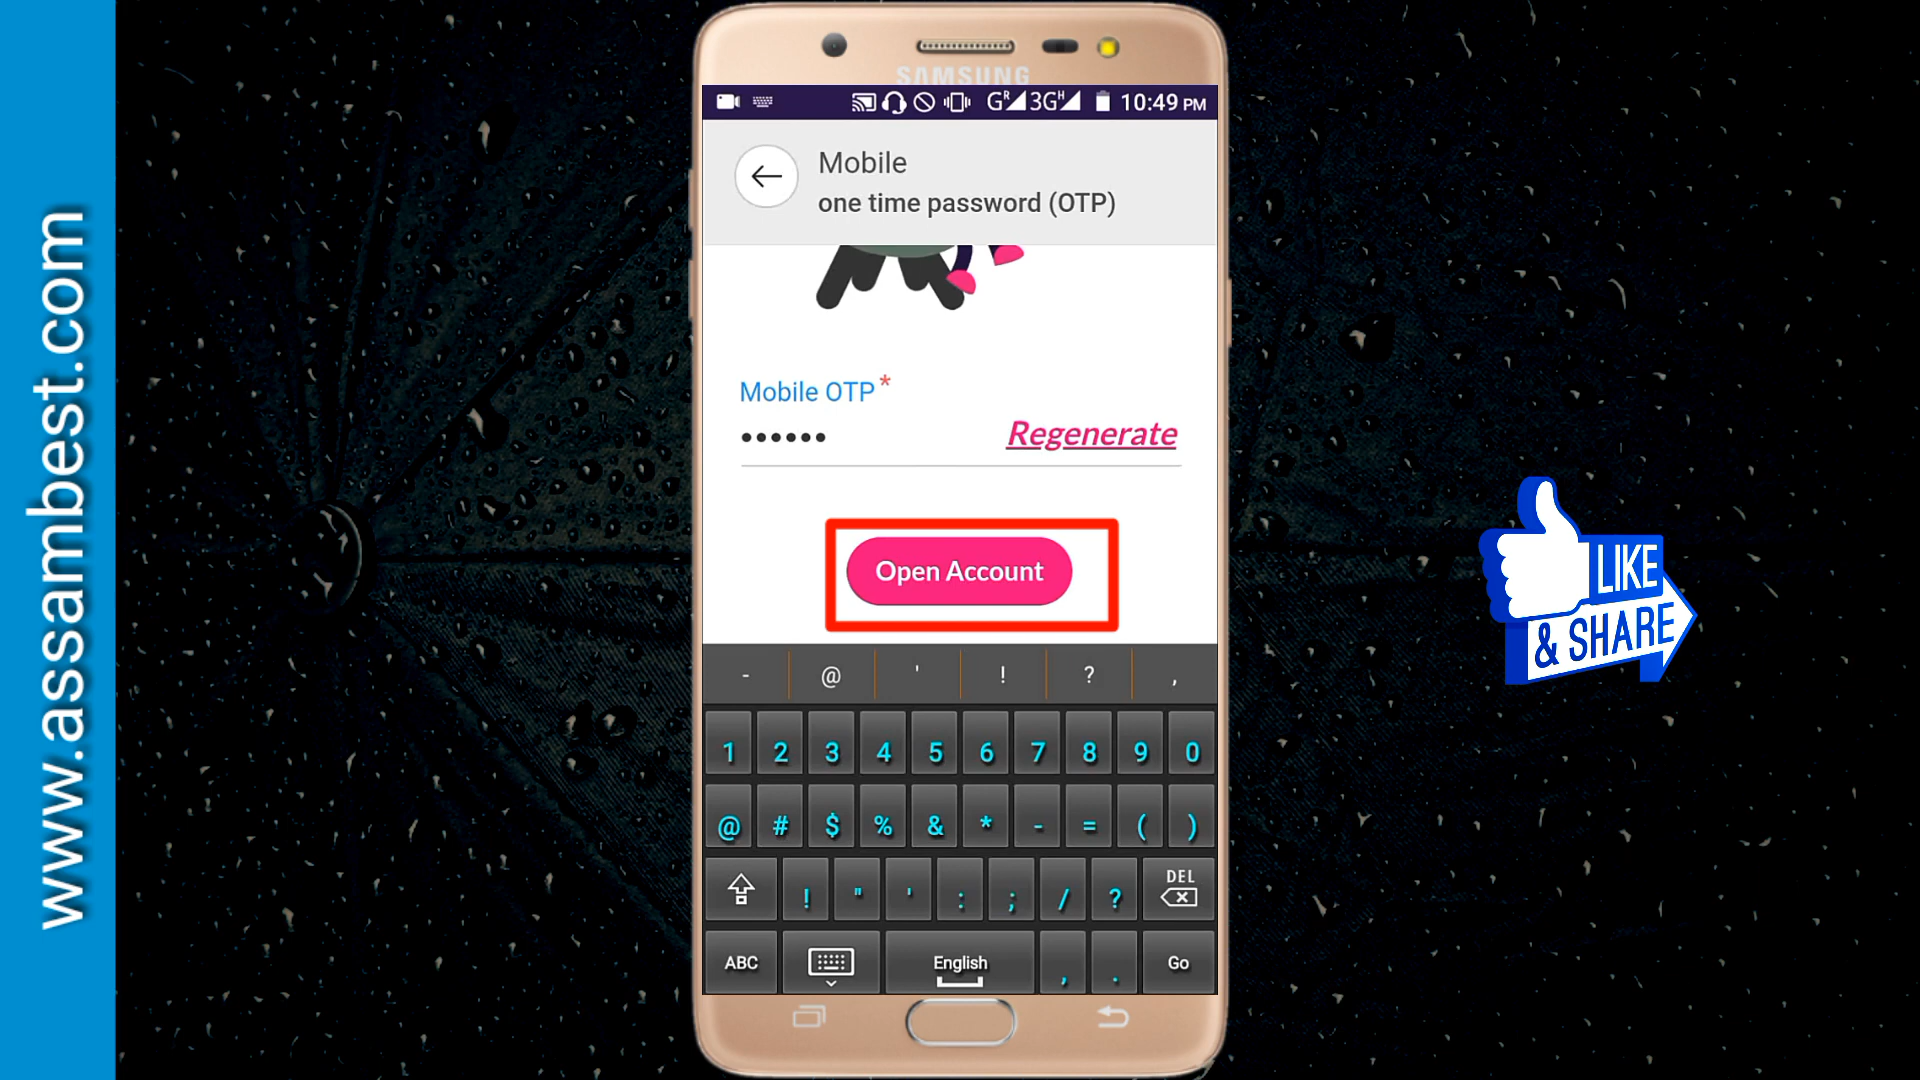 www.assambest.com
SAMSUNG
G R 3G H 10:49 PM
Mobile
one time password (OTP)
Mobile OTP *
•••••• Regenerate
Open Account
LIKE
& SHARE
- @ ' ! ? ,
1 2 3 4 5 6 7 8 9 0
@ # $ % & * - = ( )
! " ' : ; / ? DEL
ABC English , . Go